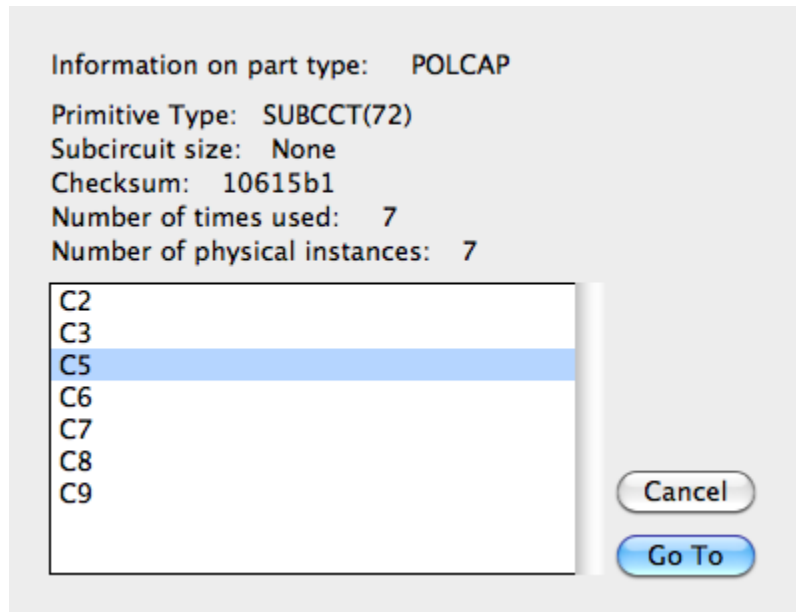 Information on part type: POLCAP
Primitive Type: SUBCCT(72)
Subcircuit size: None
Checksum: 10615b1
Number of times used: 7
Number of physical instances: 7
C2
C3
C5
C6
C7
C8
C9
Cancel
Go To